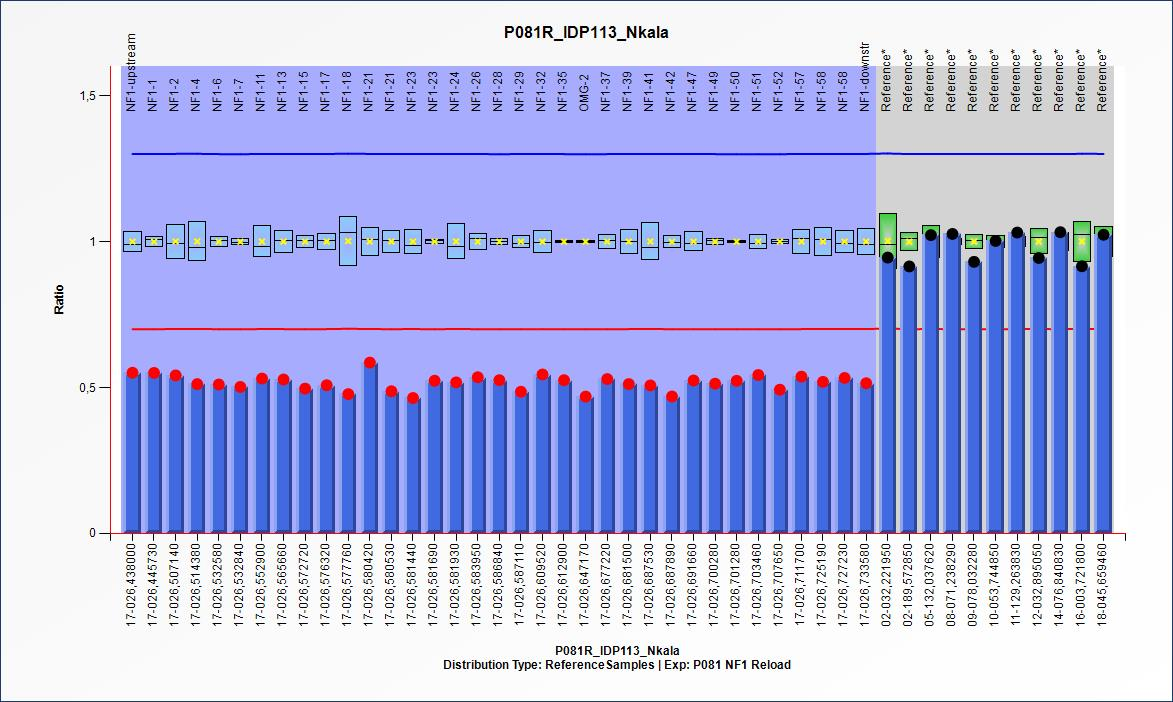 P081R_IDP113_Nkala
NF1-upstream
NF1-1
NF1-2
NF1-4
NF1-6
NF1-7
NF1-11
NF1-13
NF1-15
NF1-17
NF1-18
NF1-21
NF1-21
NF1-23
NF1-23
NF1-24
NF1-26
NF1-28
NF1-29
NF1-32
NF1-35
OMG-2
NF1-37
NF1-39
NF1-41
NF1-42
NF1-47
NF1-49
NF1-50
NF1-51
NF1-52
NF1-57
NF1-58
NF1-58
NF1-downstr
Reference*
Reference*
Reference*
Reference*
Reference*
Reference*
Reference*
Reference*
Reference*
Reference*
Reference*
1,5
1
0,5
0
Ratio
17-026,438000
17-026,445730
17-026,507140
17-026,514380
17-026,532580
17-026,532840
17-026,552900
17-026,565660
17-026,572720
17-026,576320
17-026,577760
17-026,580420
17-026,580530
17-026,581440
17-026,581690
17-026,581930
17-026,583950
17-026,586840
17-026,587110
17-026,609520
17-026,612900
17-026,647170
17-026,677220
17-026,681500
17-026,687530
17-026,687890
17-026,691660
17-026,700280
17-026,701280
17-026,703460
17-026,707650
17-026,711700
17-026,725190
17-026,727230
17-026,733580
02-032,221950
02-189,572850
05-132,037620
08-071,238290
09-078,032280
10-053,744850
11-129,263830
12-032,895050
14-076,840830
16-003,721800
18-045,659460
P081R_IDP113_Nkala
Distribution Type: ReferenceSamples | Exp: P081 NF1 Reload